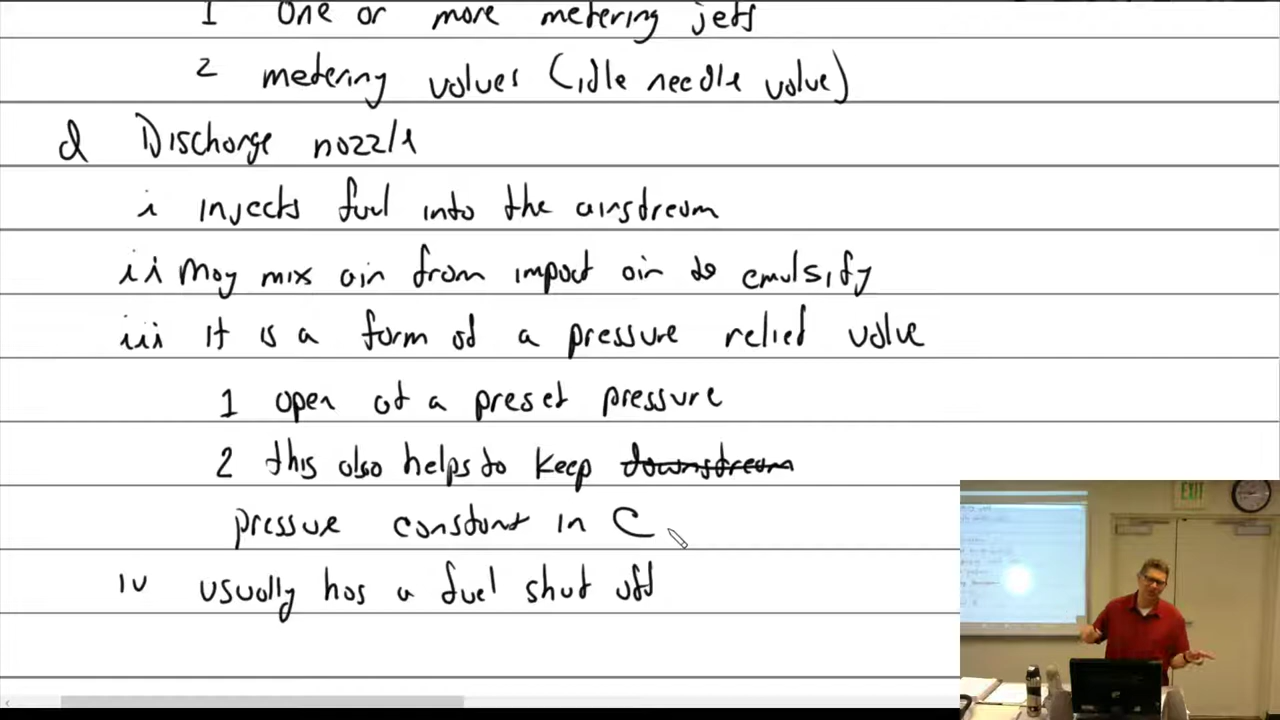 1 One or more metering jets
2 metering valves (idle needle valve)
d Discharge nozzle
i injects fuel into the airstream
ii May mix air from impact air to emulsify
iii It is a form of a pressure relief valve
1 open at a preset pressure
2 this also helps to keep downstream
pressure constant in C
iv usually has a fuel shut off
EXIT